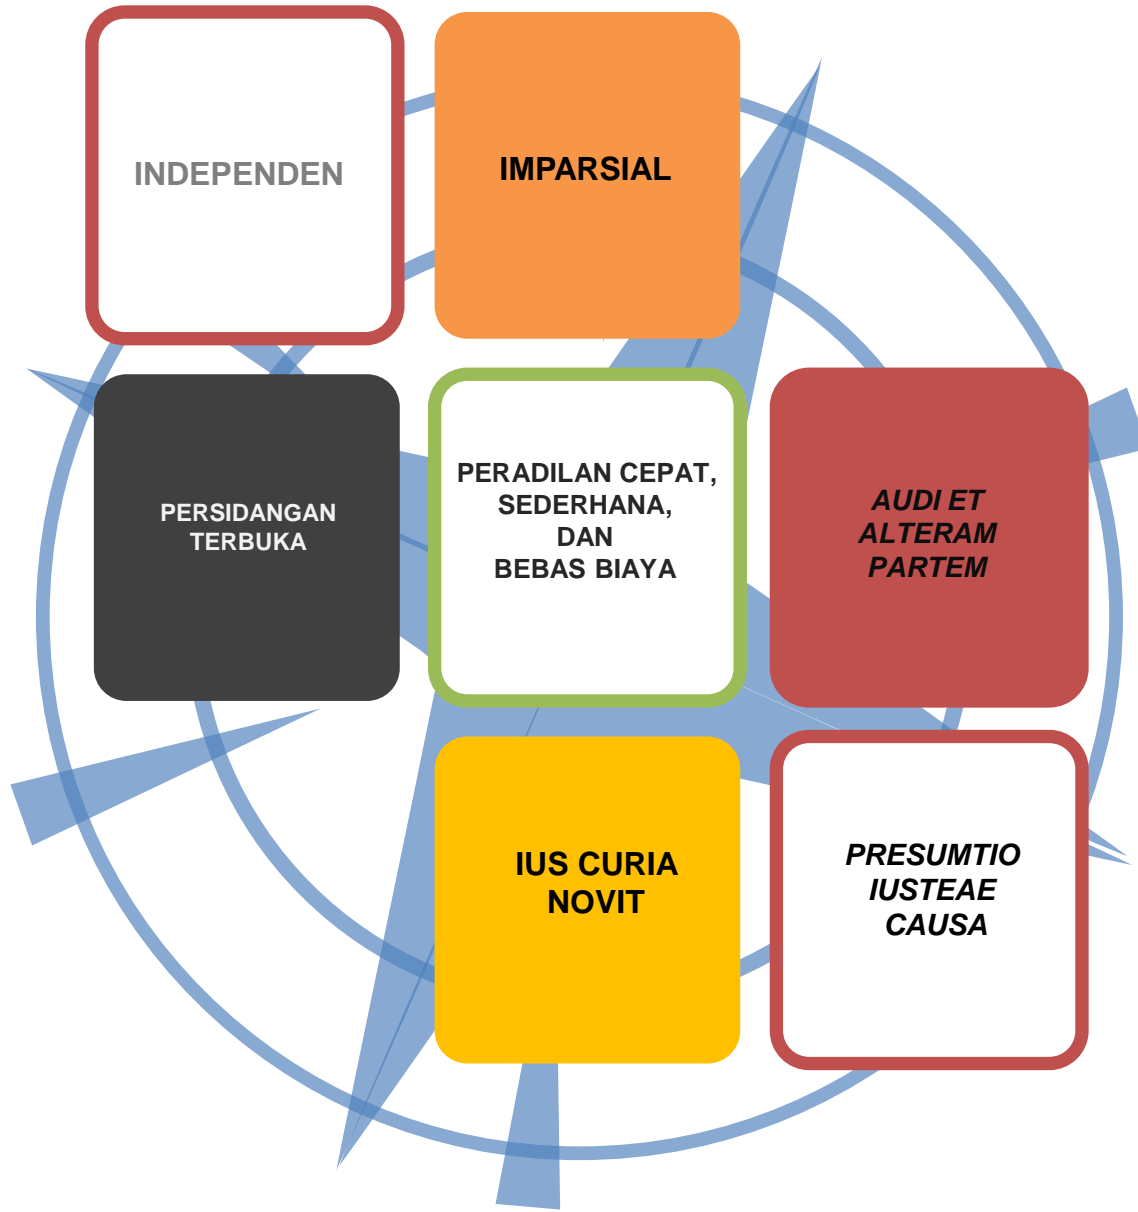 INDEPENDEN
IMPARSIAL
PERSIDANGAN
TERBUKA
PERADILAN CEPAT,
SEDERHANA,
DAN
BEBAS BIAYA
AUDI ET
ALTERAM
PARTEM
IUS CURIA
NOVIT
PRESUMTIO
IUSTEAE
CAUSA